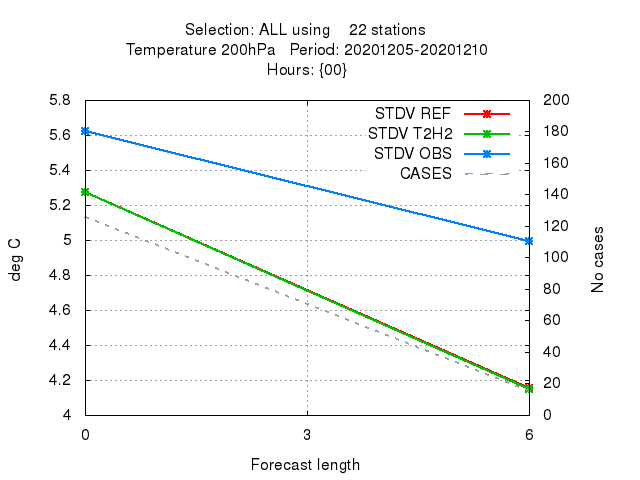 Selection: ALL using    22 stations
Temperature 200hPa   Period: 20201205-20201210
Hours: {00}
5.8
5.6
5.4
5.2
5
4.8
4.6
4.4
4.2
4
deg C
STDV REF
STDV T2H2
STDV OBS
CASES
200
180
160
140
120
100
80
60
40
20
0
No cases
0 3 6
Forecast length